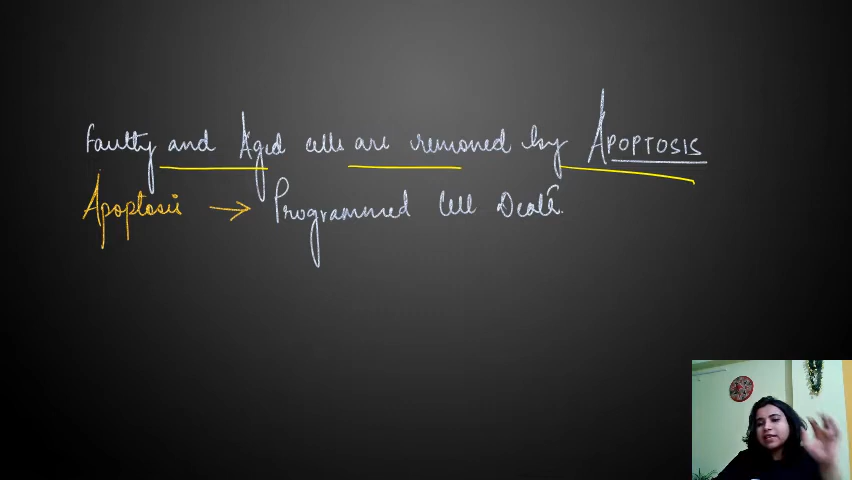 Faulty and Aged cells are removed by APOPTOSIS
Apoptosis → Programmed Cell Death.